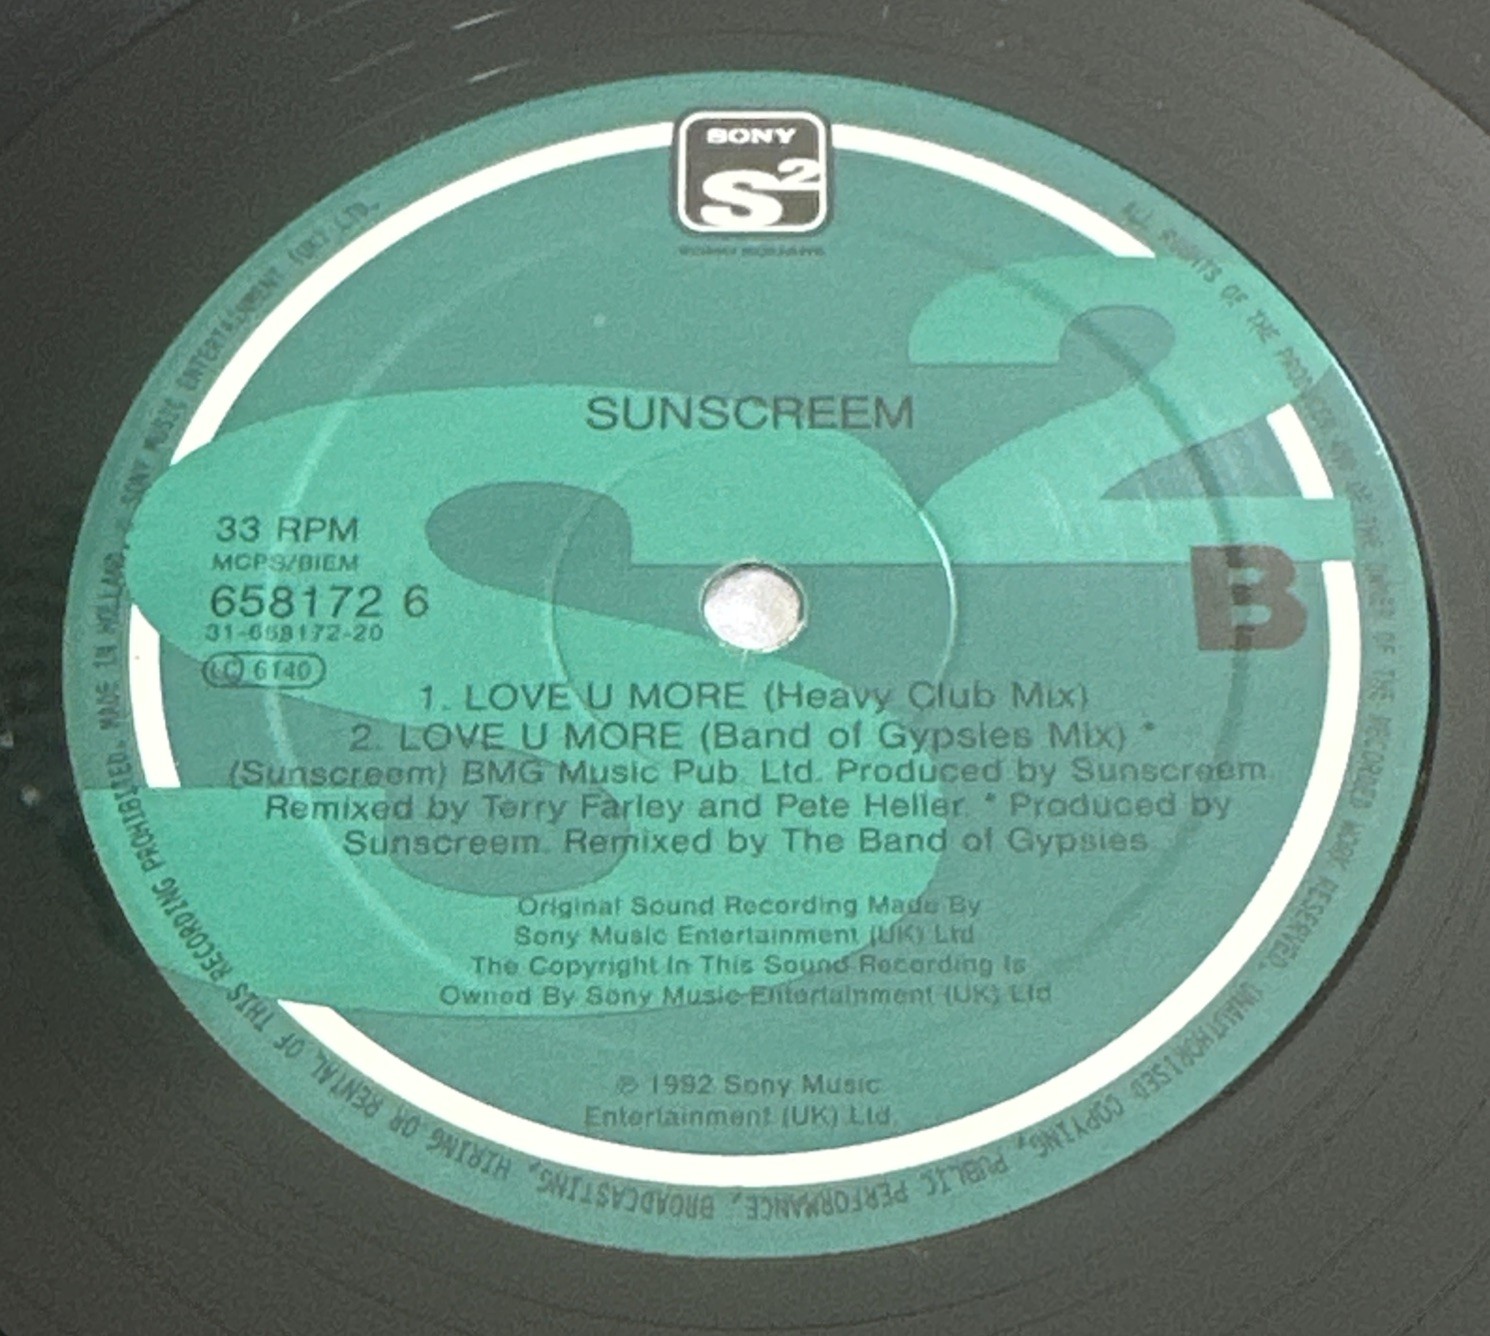 SONY
S2
SUNSCREEM
33 RPM
MCPS/BIEM
658172 6
31-658172-20
LC 6140
B
1. LOVE U MORE (Heavy Club Mix)
2. LOVE U MORE (Band of Gypsies Mix) *
(Sunscreem) BMG Music Pub. Ltd. Produced by Sunscreem.
Remixed by Terry Farley and Pete Heller. * Produced by
Sunscreem. Remixed by The Band of Gypsies.
Original Sound Recording Made By
Sony Music Entertainment (UK) Ltd
The Copyright In This Sound Recording Is
Owned By Sony Music Entertainment (UK) Ltd
℗ 1992 Sony Music
Entertainment (UK) Ltd.
ALL RIGHTS OF THE PRODUCER AND OF THE OWNER OF THE RECORDED WORK RESERVED. UNAUTHORISED COPYING, PUBLIC PERFORMANCE, BROADCASTING, HIRING OR RENTAL OF THIS RECORDING PROHIBITED. MADE IN HOLLAND. SONY MUSIC ENTERTAINMENT (UK) LTD.